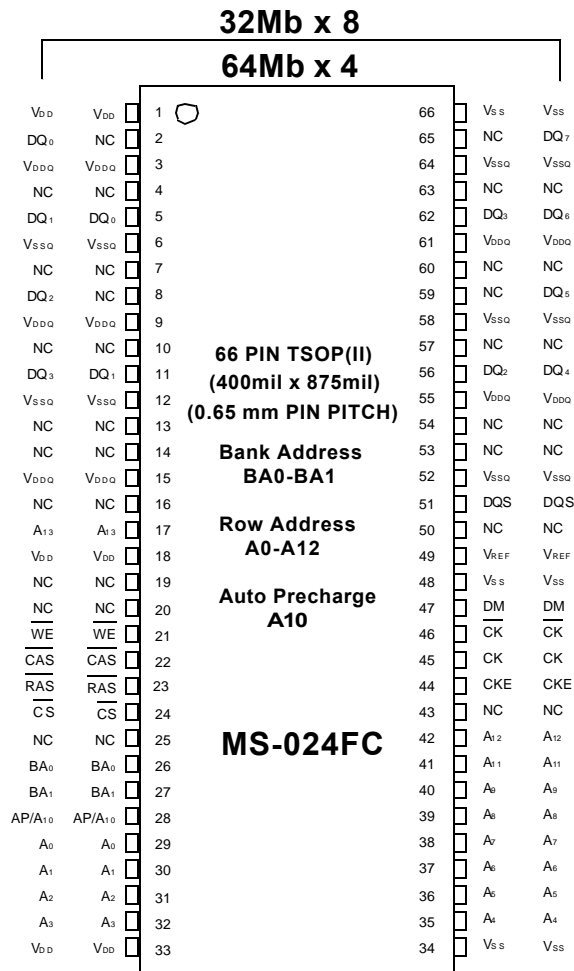 32Mb x 8
64Mb x 4
VDD VDD 1 66 VSS VSS
DQ0 NC 2 65 NC DQ7
VDDQ VDDQ 3 64 VSSQ VSSQ
NC NC 4 63 NC NC
DQ1 DQ0 5 62 DQ3 DQ6
VSSQ VSSQ 6 61 VDDQ VDDQ
NC NC 7 60 NC NC
DQ2 NC 8 59 NC DQ5
VDDQ VDDQ 9 58 VSSQ VSSQ
NC NC 10 57 NC NC
66 PIN TSOP(II)
DQ3 DQ1 11 56 DQ2 DQ4
(400mil x 875mil)
VSSQ VSSQ 12 55 VDDQ VDDQ
(0.65 mm PIN PITCH)
NC NC 13 54 NC NC
NC NC 14 53 NC NC
Bank Address
VDDQ VDDQ 15 52 VSSQ VSSQ
BA0-BA1
NC NC 16 51 DQS DQS
A13 A13 17 50 NC NC
Row Address
VDD VDD 18 49 VREF VREF
A0-A12
NC NC 19 48 VSS VSS
Auto Precharge
NC NC 20 47 DM DM
A10
WE WE 21 46 CK CK
CAS CAS 22 45 CK CK
RAS RAS 23 44 CKE CKE
CS CS 24 43 NC NC
NC NC 25 42 A12 A12
MS-024FC
BA0 BA0 26 41 A11 A11
BA1 BA1 27 40 A9 A9
AP/A10 AP/A10 28 39 A8 A8
A0 A0 29 38 A7 A7
A1 A1 30 37 A6 A6
A2 A2 31 36 A5 A5
A3 A3 32 35 A4 A4
VDD VDD 33 34 VSS VSS